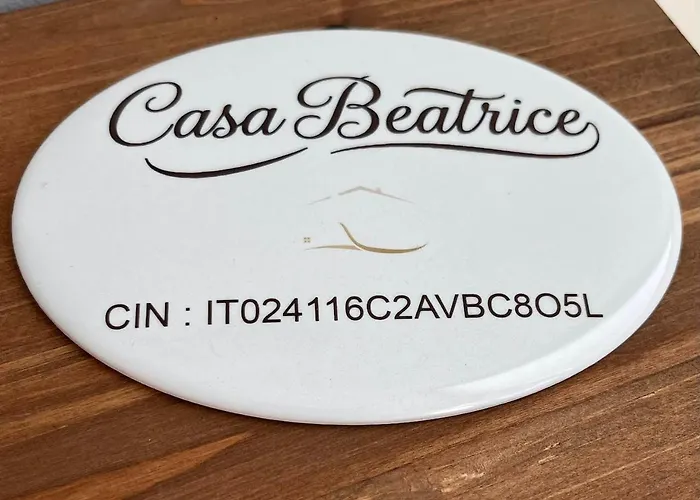 Casa Beatrice
CIN : IT024116C2AVBC8O5L